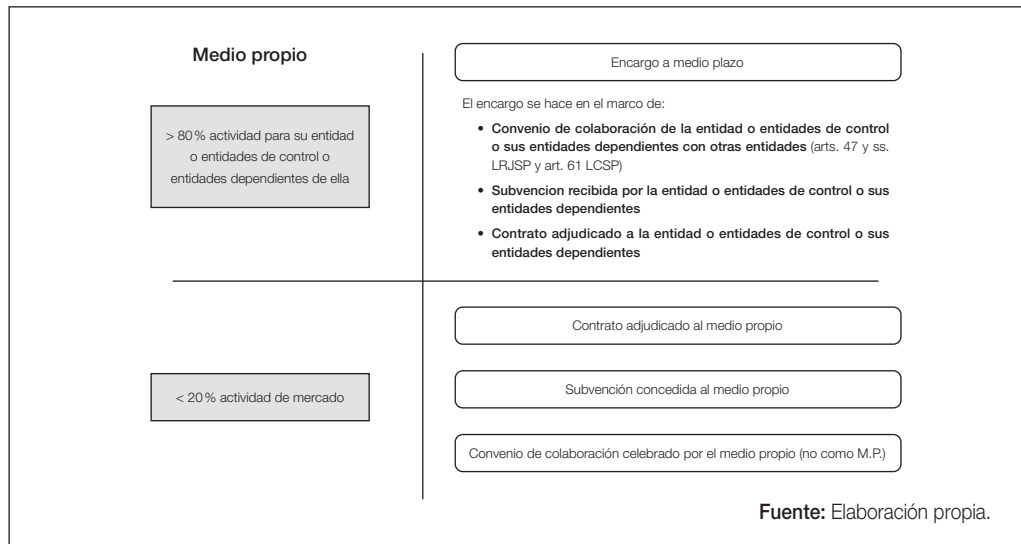 Medio propio
> 80% actividad para su entidad
o entidades de control o
entidades dependientes de ella
Encargo a medio plazo
El encargo se hace en el marco de:
• Convenio de colaboración de la entidad o entidades de control
o sus entidades dependientes con otras entidades (arts. 47 y ss.
LRJSP y art. 61 LCSP)
• Subvencion recibida por la entidad o entidades de control o sus
entidades dependientes
• Contrato adjudicado a la entidad o entidades de control o sus
entidades dependientes
< 20% actividad de mercado
Contrato adjudicado al medio propio
Subvención concedida al medio propio
Convenio de colaboración celebrado por el medio propio (no como M.P.)
Fuente: Elaboración propia.